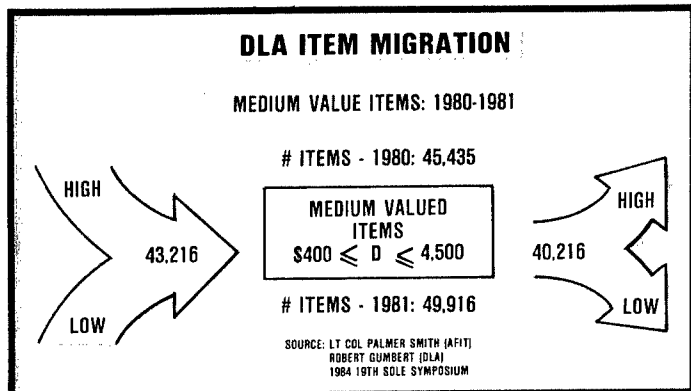 DLA ITEM MIGRATION
MEDIUM VALUE ITEMS: 1980-1981
# ITEMS - 1980: 45,435
HIGH
43,216
LOW
MEDIUM VALUED
ITEMS
$400 ⩽ D ⩽ 4,500
HIGH
40,216
LOW
# ITEMS - 1981: 49,916
SOURCE: LT COL PALMER SMITH (AFIT)
ROBERT GUMBERT (DLA)
1984 19TH SOLE SYMPOSIUM